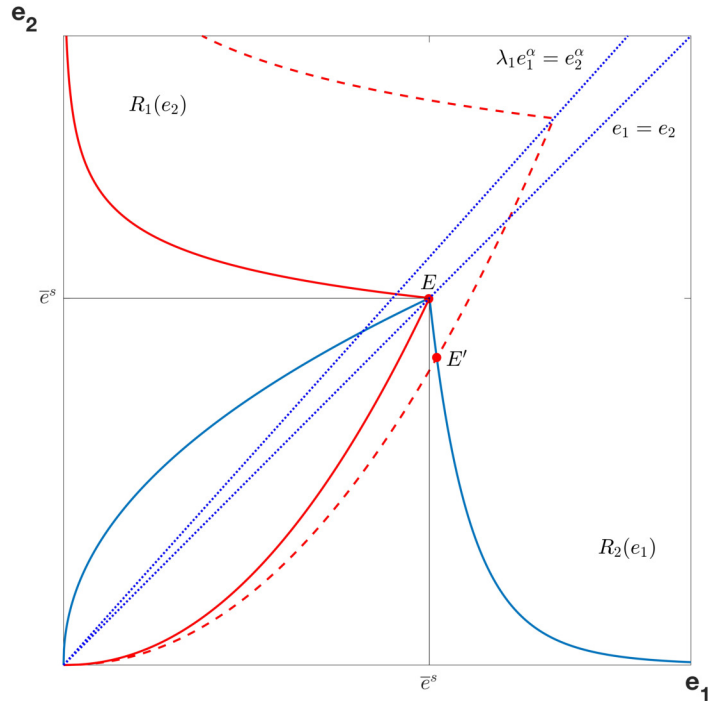 e₂
λ₁e₁^α = e₂^α
R₁(e₂)
e₁ = e₂
E
e̅ˢ
E′
R₂(e₁)
e̅ˢ
e₁